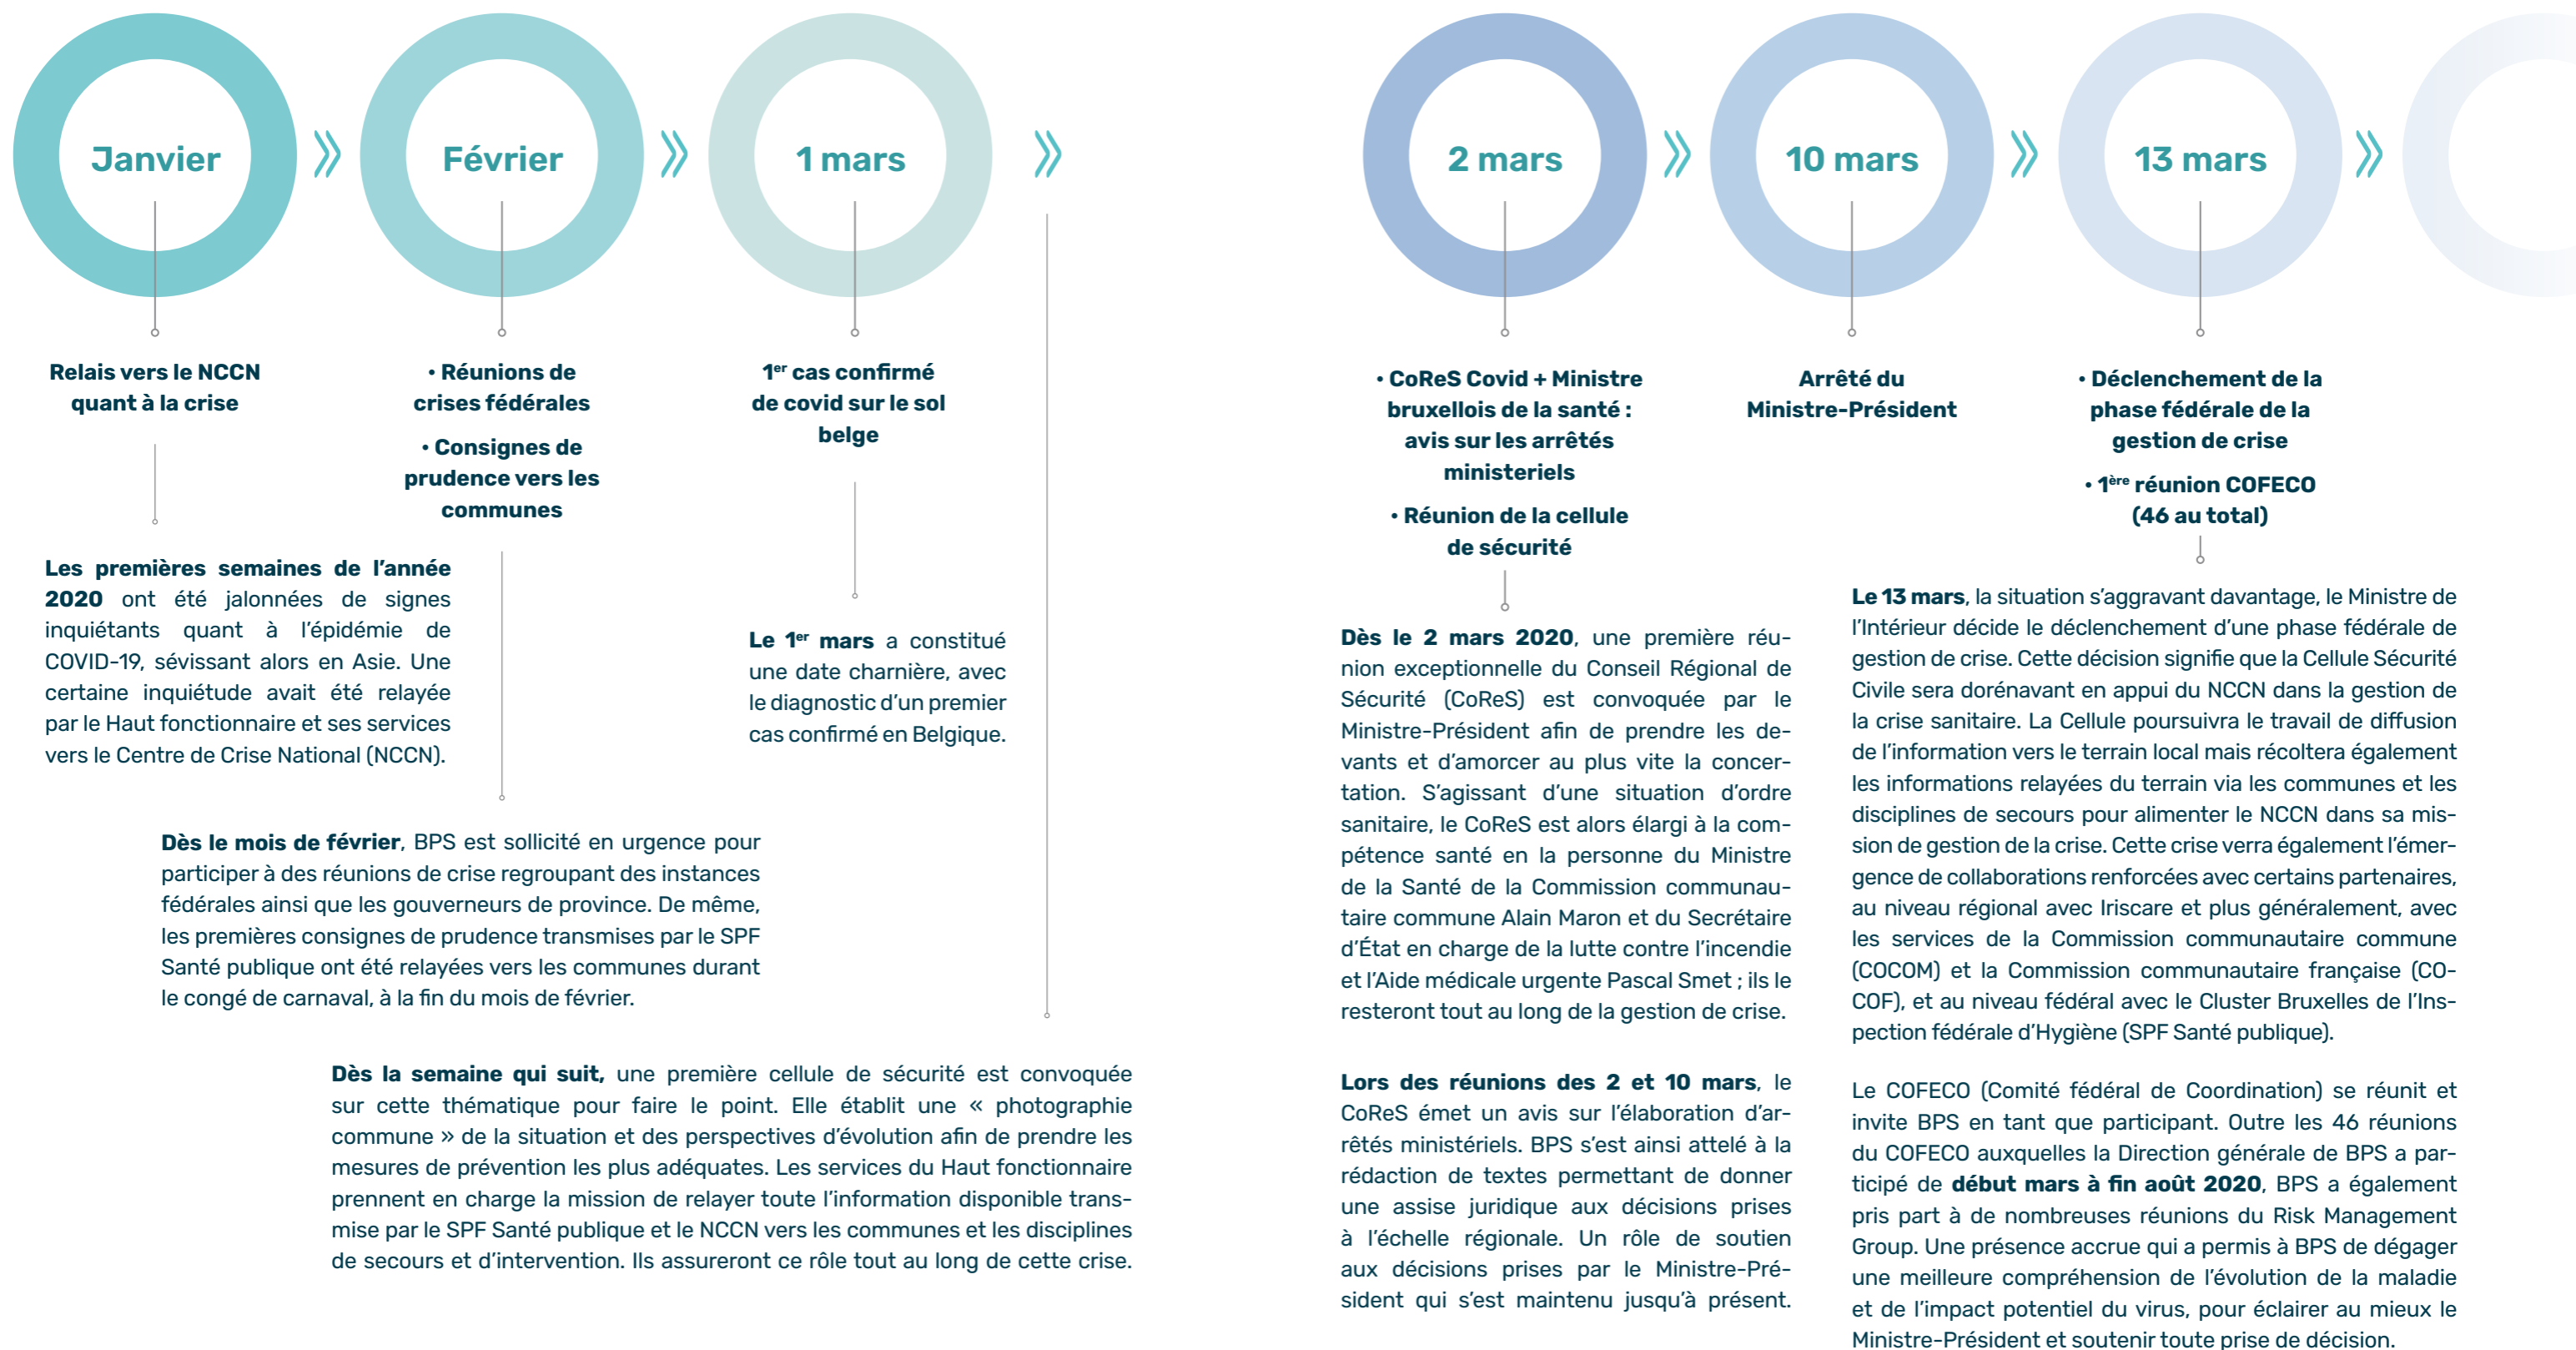 Janvier
Relais vers le NCCN
quant à la crise
Les premières semaines de l’année
2020 ont été jalonnées de signes
inquiétants quant à l’épidémie de
COVID-19, sévissant alors en Asie. Une
certaine inquiétude avait été relayée
par le Haut fonctionnaire et ses services
vers le Centre de Crise National (NCCN).
Février
• Réunions de
crises fédérales
• Consignes de
prudence vers les
communes
Dès le mois de février, BPS est sollicité en urgence pour
participer à des réunions de crise regroupant des instances
fédérales ainsi que les gouverneurs de province. De même,
les premières consignes de prudence transmises par le SPF
Santé publique ont été relayées vers les communes durant
le congé de carnaval, à la fin du mois de février.
1 mars
1er cas confirmé
de covid sur le sol
belge
Le 1er mars a constitué
une date charnière, avec
le diagnostic d’un premier
cas confirmé en Belgique.
Dès la semaine qui suit, une première cellule de sécurité est convoquée
sur cette thématique pour faire le point. Elle établit une « photographie
commune » de la situation et des perspectives d’évolution afin de prendre les
mesures de prévention les plus adéquates. Les services du Haut fonctionnaire
prennent en charge la mission de relayer toute l’information disponible trans-
mise par le SPF Santé publique et le NCCN vers les communes et les disciplines
de secours et d’intervention. Ils assureront ce rôle tout au long de cette crise.
2 mars
• CoReS Covid + Ministre
bruxellois de la santé :
avis sur les arrêtés
ministeriels
• Réunion de la cellule
de sécurité
Dès le 2 mars 2020, une première réu-
nion exceptionnelle du Conseil Régional de
Sécurité (CoReS) est convoquée par le
Ministre-Président afin de prendre les de-
vants et d’amorcer au plus vite la concer-
tation. S’agissant d’une situation d’ordre
sanitaire, le CoReS est alors élargi à la com-
pétence santé en la personne du Ministre
de la Santé de la Commission communau-
taire commune Alain Maron et du Secrétaire
d’État en charge de la lutte contre l’incendie
et l’Aide médicale urgente Pascal Smet ; ils le
resteront tout au long de la gestion de crise.
Lors des réunions des 2 et 10 mars, le
CoReS émet un avis sur l’élaboration d’ar-
rêtés ministériels. BPS s’est ainsi attelé à la
rédaction de textes permettant de donner
une assise juridique aux décisions prises
à l’échelle régionale. Un rôle de soutien
aux décisions prises par le Ministre-Pré-
sident qui s’est maintenu jusqu’à présent.
10 mars
Arrêté du
Ministre-Président
13 mars
• Déclenchement de la
phase fédérale de la
gestion de crise
• 1ère réunion COFECO
(46 au total)
Le 13 mars, la situation s’aggravant davantage, le Ministre de
l’Intérieur décide le déclenchement d’une phase fédérale de
gestion de crise. Cette décision signifie que la Cellule Sécurité
Civile sera dorénavant en appui du NCCN dans la gestion de
la crise sanitaire. La Cellule poursuivra le travail de diffusion
de l’information vers le terrain local mais récoltera également
les informations relayées du terrain via les communes et les
disciplines de secours pour alimenter le NCCN dans sa mis-
sion de gestion de la crise. Cette crise verra également l’émer-
gence de collaborations renforcées avec certains partenaires,
au niveau régional avec Iriscare et plus généralement, avec
les services de la Commission communautaire commune
(COCOM) et la Commission communautaire française (CO-
COF), et au niveau fédéral avec le Cluster Bruxelles de l’Ins-
pection fédérale d’Hygiène (SPF Santé publique).
Le COFECO (Comité fédéral de Coordination) se réunit et
invite BPS en tant que participant. Outre les 46 réunions
du COFECO auxquelles la Direction générale de BPS a par-
ticipé de début mars à fin août 2020, BPS a également
pris part à de nombreuses réunions du Risk Management
Group. Une présence accrue qui a permis à BPS de dégager
une meilleure compréhension de l’évolution de la maladie
et de l’impact potentiel du virus, pour éclairer au mieux le
Ministre-Président et soutenir toute prise de décision.